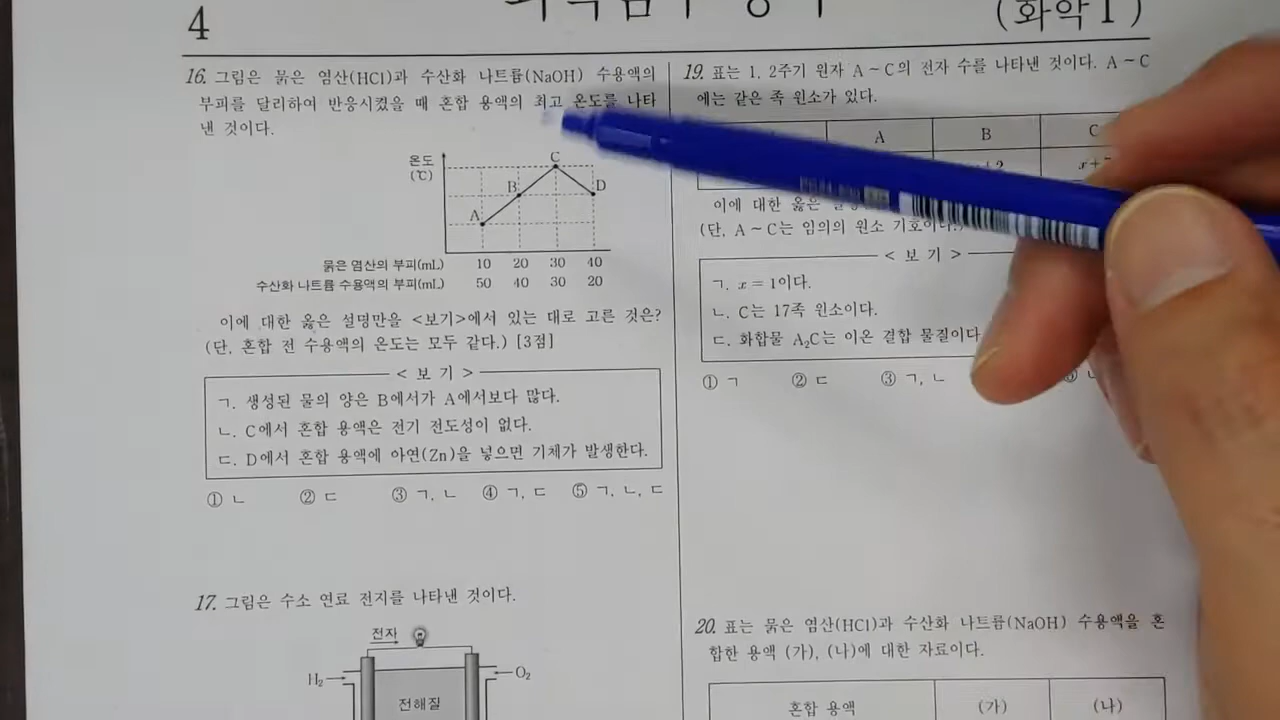 4
(화학 I)
16. 그림은 묽은 염산(HCl)과 수산화 나트륨(NaOH) 수용액의
부피를 달리하여 반응시켰을 때 혼합 용액의 최고 온도를 나타
낸 것이다.
온도
(℃)
A
B
C
D
묽은 염산의 부피(mL) 10 20 30 40
수산화 나트륨 수용액의 부피(mL) 50 40 30 20
이에 대한 옳은 설명만을 <보기>에서 있는 대로 고른 것은?
(단, 혼합 전 수용액의 온도는 모두 같다.) [3점]
< 보 기 >
ㄱ. 생성된 물의 양은 B에서가 A에서보다 많다.
ㄴ. C에서 혼합 용액은 전기 전도성이 없다.
ㄷ. D에서 혼합 용액에 아연(Zn)을 넣으면 기체가 발생한다.
① ㄴ ② ㄷ ③ ㄱ, ㄴ ④ ㄱ, ㄷ ⑤ ㄱ, ㄴ, ㄷ
17. 그림은 수소 연료 전지를 나타낸 것이다.
전자
H₂
O₂
전해질
19. 표는 1, 2주기 원자 A ~ C의 전자 수를 나타낸 것이다. A ~ C
에는 같은 족 원소가 있다.
A B C
이에 대한 옳은
(단, A ~ C는 임의의 원소 기호이다.)
< 보 기 >
ㄱ. x = 1이다.
ㄴ. C는 17족 원소이다.
ㄷ. 화합물 A₂C는 이온 결합 물질이다
① ㄱ ② ㄷ ③ ㄱ, ㄴ
20. 표는 묽은 염산(HCl)과 수산화 나트륨(NaOH) 수용액을 혼
합한 용액 (가), (나)에 대한 자료이다.
혼합 용액 (가) (나)